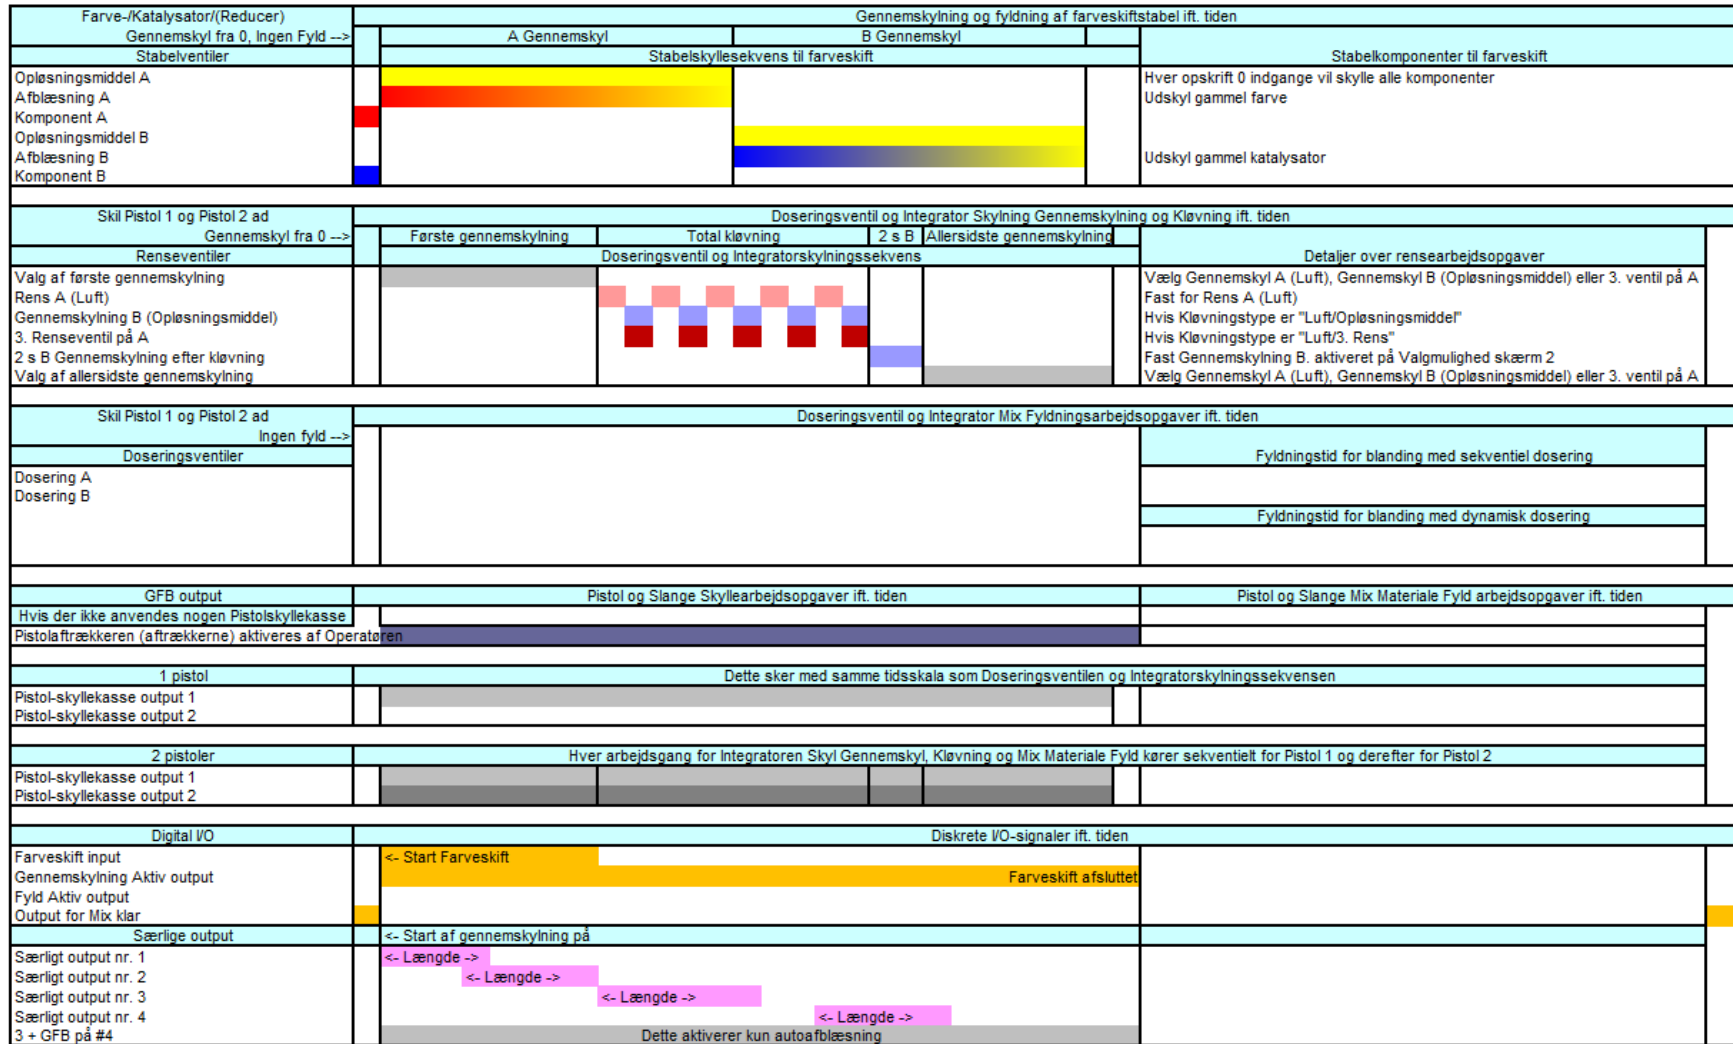 Farve-/Katalysator/(Reducer)
Gennemskylning og fyldning af farveskiftstabel ift. tiden
Gennemskyl fra 0, Ingen Fyld -->
A Gennemskyl
B Gennemskyl
Stabelventiler
Stabelskyllesekvens til farveskift
Stabelkomponenter til farveskift
Opløsningsmiddel A
Hver opskrift 0 indgange vil skylle alle komponenter
Afblæsning A
Udskyl gammel farve
Komponent A
Opløsningsmiddel B
Afblæsning B
Udskyl gammel katalysator
Komponent B
Skil Pistol 1 og Pistol 2 ad
Doseringsventil og Integrator Skylning Gennemskylning og Kløvning ift. tiden
Gennemskyl fra 0 -->
Første gennemskylning
Total kløvning
2 s B
Allersidste gennemskylning
Renseventiler
Doseringsventil og Integratorskylningssekvens
Detaljer over rensearbejdsopgaver
Valg af første gennemskylning
Vælg Gennemskyl A (Luft), Gennemskyl B (Opløsningsmiddel) eller 3. ventil på A
Rens A (Luft)
Fast for Rens A (Luft)
Gennemskylning B (Opløsningsmiddel)
Hvis Kløvningstype er "Luft/Opløsningsmiddel"
3. Renseventil på A
Hvis Kløvningstype er "Luft/3. Rens"
2 s B Gennemskylning efter kløvning
Fast Gennemskylning B. aktiveret på Valgmulighed skærm 2
Valg af allersidste gennemskylning
Vælg Gennemskyl A (Luft), Gennemskyl B (Opløsningsmiddel) eller 3. ventil på A
Skil Pistol 1 og Pistol 2 ad
Doseringsventil og Integrator Mix Fyldningsarbejdsopgaver ift. tiden
Ingen fyld -->
Doseringsventiler
Fyldningstid for blanding med sekventiel dosering
Dosering A
Dosering B
Fyldningstid for blanding med dynamisk dosering
GFB output
Pistol og Slange Skyllearbejdsopgaver ift. tiden
Pistol og Slange Mix Materiale Fyld arbejdsopgaver ift. tiden
Hvis der ikke anvendes nogen Pistolskyllekasse
Pistolaftrækkeren (aftrækkerne) aktiveres af Operatøren
1 pistol
Dette sker med samme tidsskala som Doseringsventilen og Integratorskylningssekvensen
Pistol-skyllekasse output 1
Pistol-skyllekasse output 2
2 pistoler
Hver arbejdsgang for Integratoren Skyl Gennemskyl, Kløvning og Mix Materiale Fyld kører sekventielt for Pistol 1 og derefter for Pistol 2
Pistol-skyllekasse output 1
Pistol-skyllekasse output 2
Digital I/O
Diskrete I/O-signaler ift. tiden
Farveskift input
<- Start Farveskift
Gennemskylning Aktiv output
Farveskift afsluttet
Fyld Aktiv output
Output for Mix klar
Særlige output
<- Start af gennemskylning på
Særligt output nr. 1
<- Længde ->
Særligt output nr. 2
<- Længde ->
Særligt output nr. 3
<- Længde ->
Særligt output nr. 4
<- Længde ->
3 + GFB på #4
Dette aktiverer kun autoafblæsning